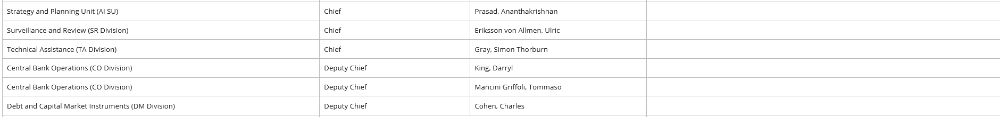 Strategy and Planning Unit (AI SU) Chief Prasad, Ananthakrishnan
Surveillance and Review (SR Division) Chief Eriksson von Allmen, Ulric
Technical Assistance (TA Division) Chief Gray, Simon Thorburn
Central Bank Operations (CO Division) Deputy Chief King, Darryl
Central Bank Operations (CO Division) Deputy Chief Mancini Griffoli, Tommaso
Debt and Capital Market Instruments (DM Division) Deputy Chief Cohen, Charles